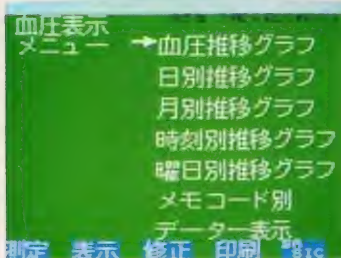 血圧表示
メニュー →血圧推移グラフ
日別推移グラフ
月別推移グラフ
時刻別推移グラフ
曜日別推移グラフ
メモコード別
データー表示
測定 表示 修正 印刷